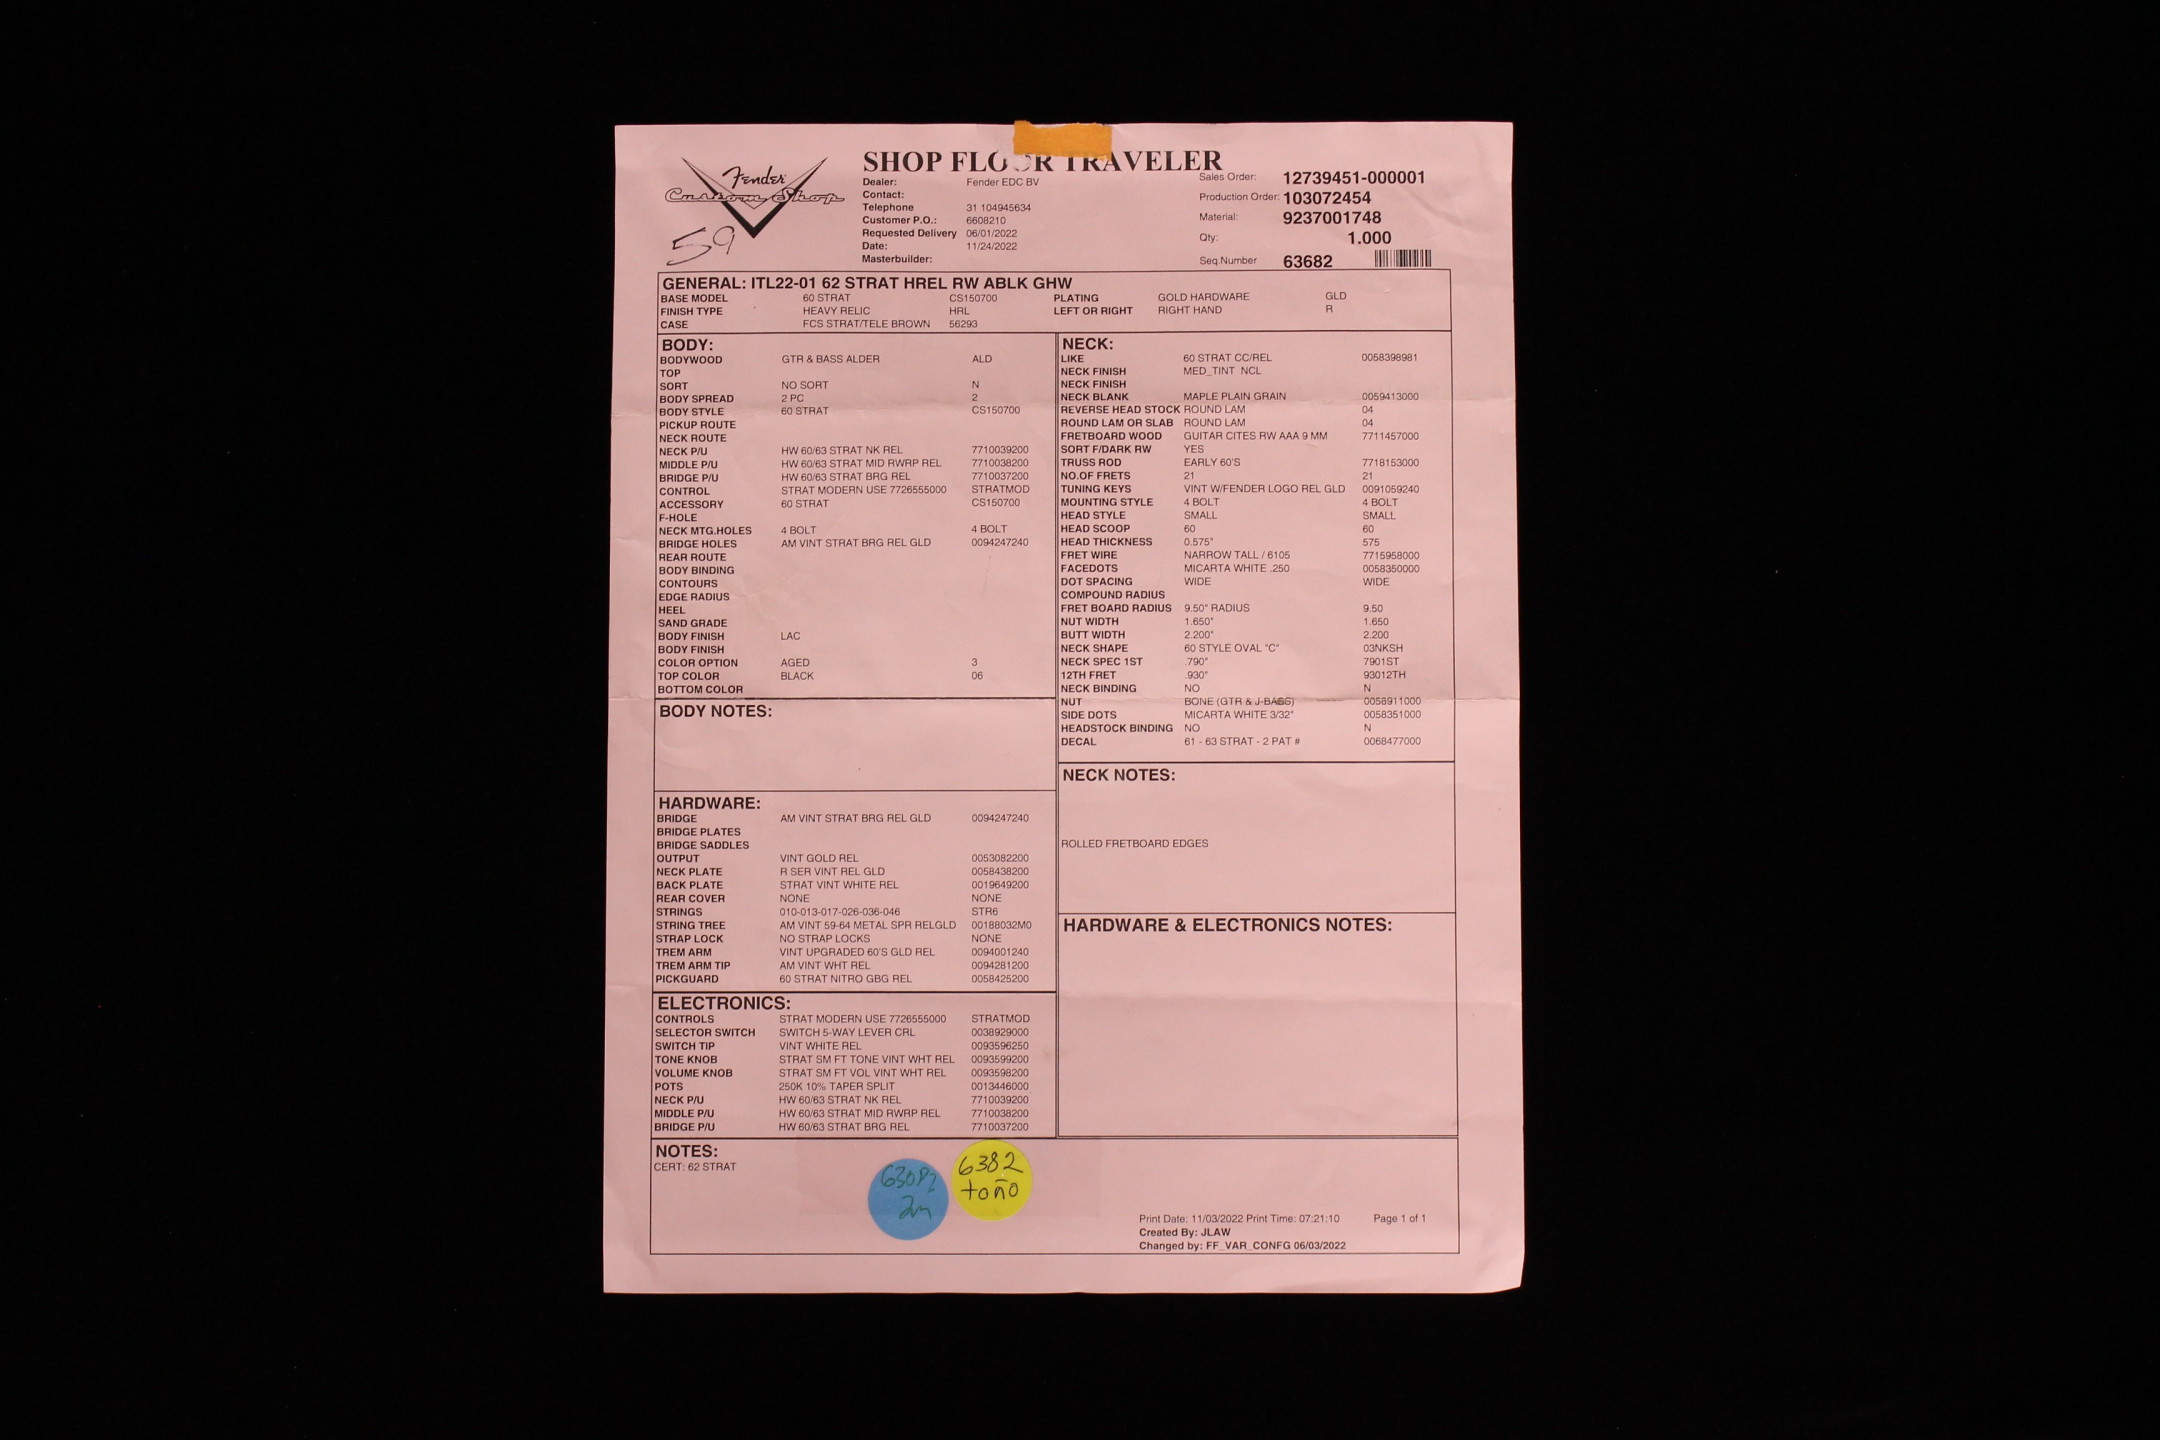 Fender
Custom Shop
59
SHOP FLOOR TRAVELER
Dealer: Fender EDC BV
Contact:
Telephone 31 104945634
Customer P.O.: 6608210
Requested Delivery 06/01/2022
Date: 11/24/2022
Masterbuilder:
Sales Order: 12739451-000001
Production Order: 103072454
Material: 9237001748
Qty: 1.000
Seq.Number 63682
GENERAL: ITL22-01 62 STRAT HREL RW ABLK GHW
BASE MODEL 60 STRAT CS150700 PLATING GOLD HARDWARE GLD
FINISH TYPE HEAVY RELIC HRL LEFT OR RIGHT RIGHT HAND R
CASE FCS STRAT/TELE BROWN 56293
BODY:
BODYWOOD GTR & BASS ALDER ALD
TOP
SORT NO SORT N
BODY SPREAD 2 PC 2
BODY STYLE 60 STRAT CS150700
PICKUP ROUTE
NECK ROUTE
NECK P/U HW 60/63 STRAT NK REL 7710039200
MIDDLE P/U HW 60/63 STRAT MID RWRP REL 7710038200
BRIDGE P/U HW 60/63 STRAT BRG REL 7710037200
CONTROL STRAT MODERN USE 7726555000 STRATMOD
ACCESSORY 60 STRAT CS150700
F-HOLE
NECK MTG.HOLES 4 BOLT 4 BOLT
BRIDGE HOLES AM VINT STRAT BRG REL GLD 0094247240
REAR ROUTE
BODY BINDING
CONTOURS
EDGE RADIUS
HEEL
SAND GRADE
BODY FINISH LAC
BODY FINISH
COLOR OPTION AGED 3
TOP COLOR BLACK 06
BOTTOM COLOR
BODY NOTES:
HARDWARE:
BRIDGE AM VINT STRAT BRG REL GLD 0094247240
BRIDGE PLATES
BRIDGE SADDLES
OUTPUT VINT GOLD REL 0053082200
NECK PLATE R SER VINT REL GLD 0058438200
BACK PLATE STRAT VINT WHITE REL 0019649200
REAR COVER NONE NONE
STRINGS 010-013-017-026-036-046 STR6
STRING TREE AM VINT 59-64 METAL SPR RELGLD 00188032M0
STRAP LOCK NO STRAP LOCKS NONE
TREM ARM VINT UPGRADED 60'S GLD REL 0094001240
TREM ARM TIP AM VINT WHT REL 0094281200
PICKGUARD 60 STRAT NITRO GBG REL 0058425200
ELECTRONICS:
CONTROLS STRAT MODERN USE 7726555000 STRATMOD
SELECTOR SWITCH SWITCH 5-WAY LEVER CRL 0038929000
SWITCH TIP VINT WHITE REL 0093596250
TONE KNOB STRAT SM FT TONE VINT WHT REL 0093599200
VOLUME KNOB STRAT SM FT VOL VINT WHT REL 0093598200
POTS 250K 10% TAPER SPLIT 0013446000
NECK P/U HW 60/63 STRAT NK REL 7710039200
MIDDLE P/U HW 60/63 STRAT MID RWRP REL 7710038200
BRIDGE P/U HW 60/63 STRAT BRG REL 7710037200
NECK:
LIKE 60 STRAT CC/REL 0058398981
NECK FINISH MED_TINT NCL
NECK FINISH
NECK BLANK MAPLE PLAIN GRAIN 0059413000
REVERSE HEAD STOCK ROUND LAM 04
ROUND LAM OR SLAB ROUND LAM 04
FRETBOARD WOOD GUITAR CITES RW AAA 9 MM 7711457000
SORT F/DARK RW YES
TRUSS ROD EARLY 60'S 7718153000
NO.OF FRETS 21 21
TUNING KEYS VINT W/FENDER LOGO REL GLD 0091059240
MOUNTING STYLE 4 BOLT 4 BOLT
HEAD STYLE SMALL SMALL
HEAD SCOOP 60 60
HEAD THICKNESS 0.575" 575
FRET WIRE NARROW TALL / 6105 7715958000
FACEDOTS MICARTA WHITE .250 0058350000
DOT SPACING WIDE WIDE
COMPOUND RADIUS
FRET BOARD RADIUS 9.50" RADIUS 9.50
NUT WIDTH 1.650" 1.650
BUTT WIDTH 2.200" 2.200
NECK SHAPE 60 STYLE OVAL "C" 03NKSH
NECK SPEC 1ST .790" 7901ST
12TH FRET .930" 93012TH
NECK BINDING NO N
NUT BONE (GTR & J-BASS) 0058911000
SIDE DOTS MICARTA WHITE 3/32" 0058351000
HEADSTOCK BINDING NO N
DECAL 61 - 63 STRAT - 2 PAT # 0068477000
NECK NOTES:
ROLLED FRETBOARD EDGES
HARDWARE & ELECTRONICS NOTES:
NOTES:
CERT: 62 STRAT
6382
toño
Print Date: 11/03/2022 Print Time: 07:21:10 Page 1 of 1
Created By: JLAW
Changed by: FF_VAR_CONFG 06/03/2022